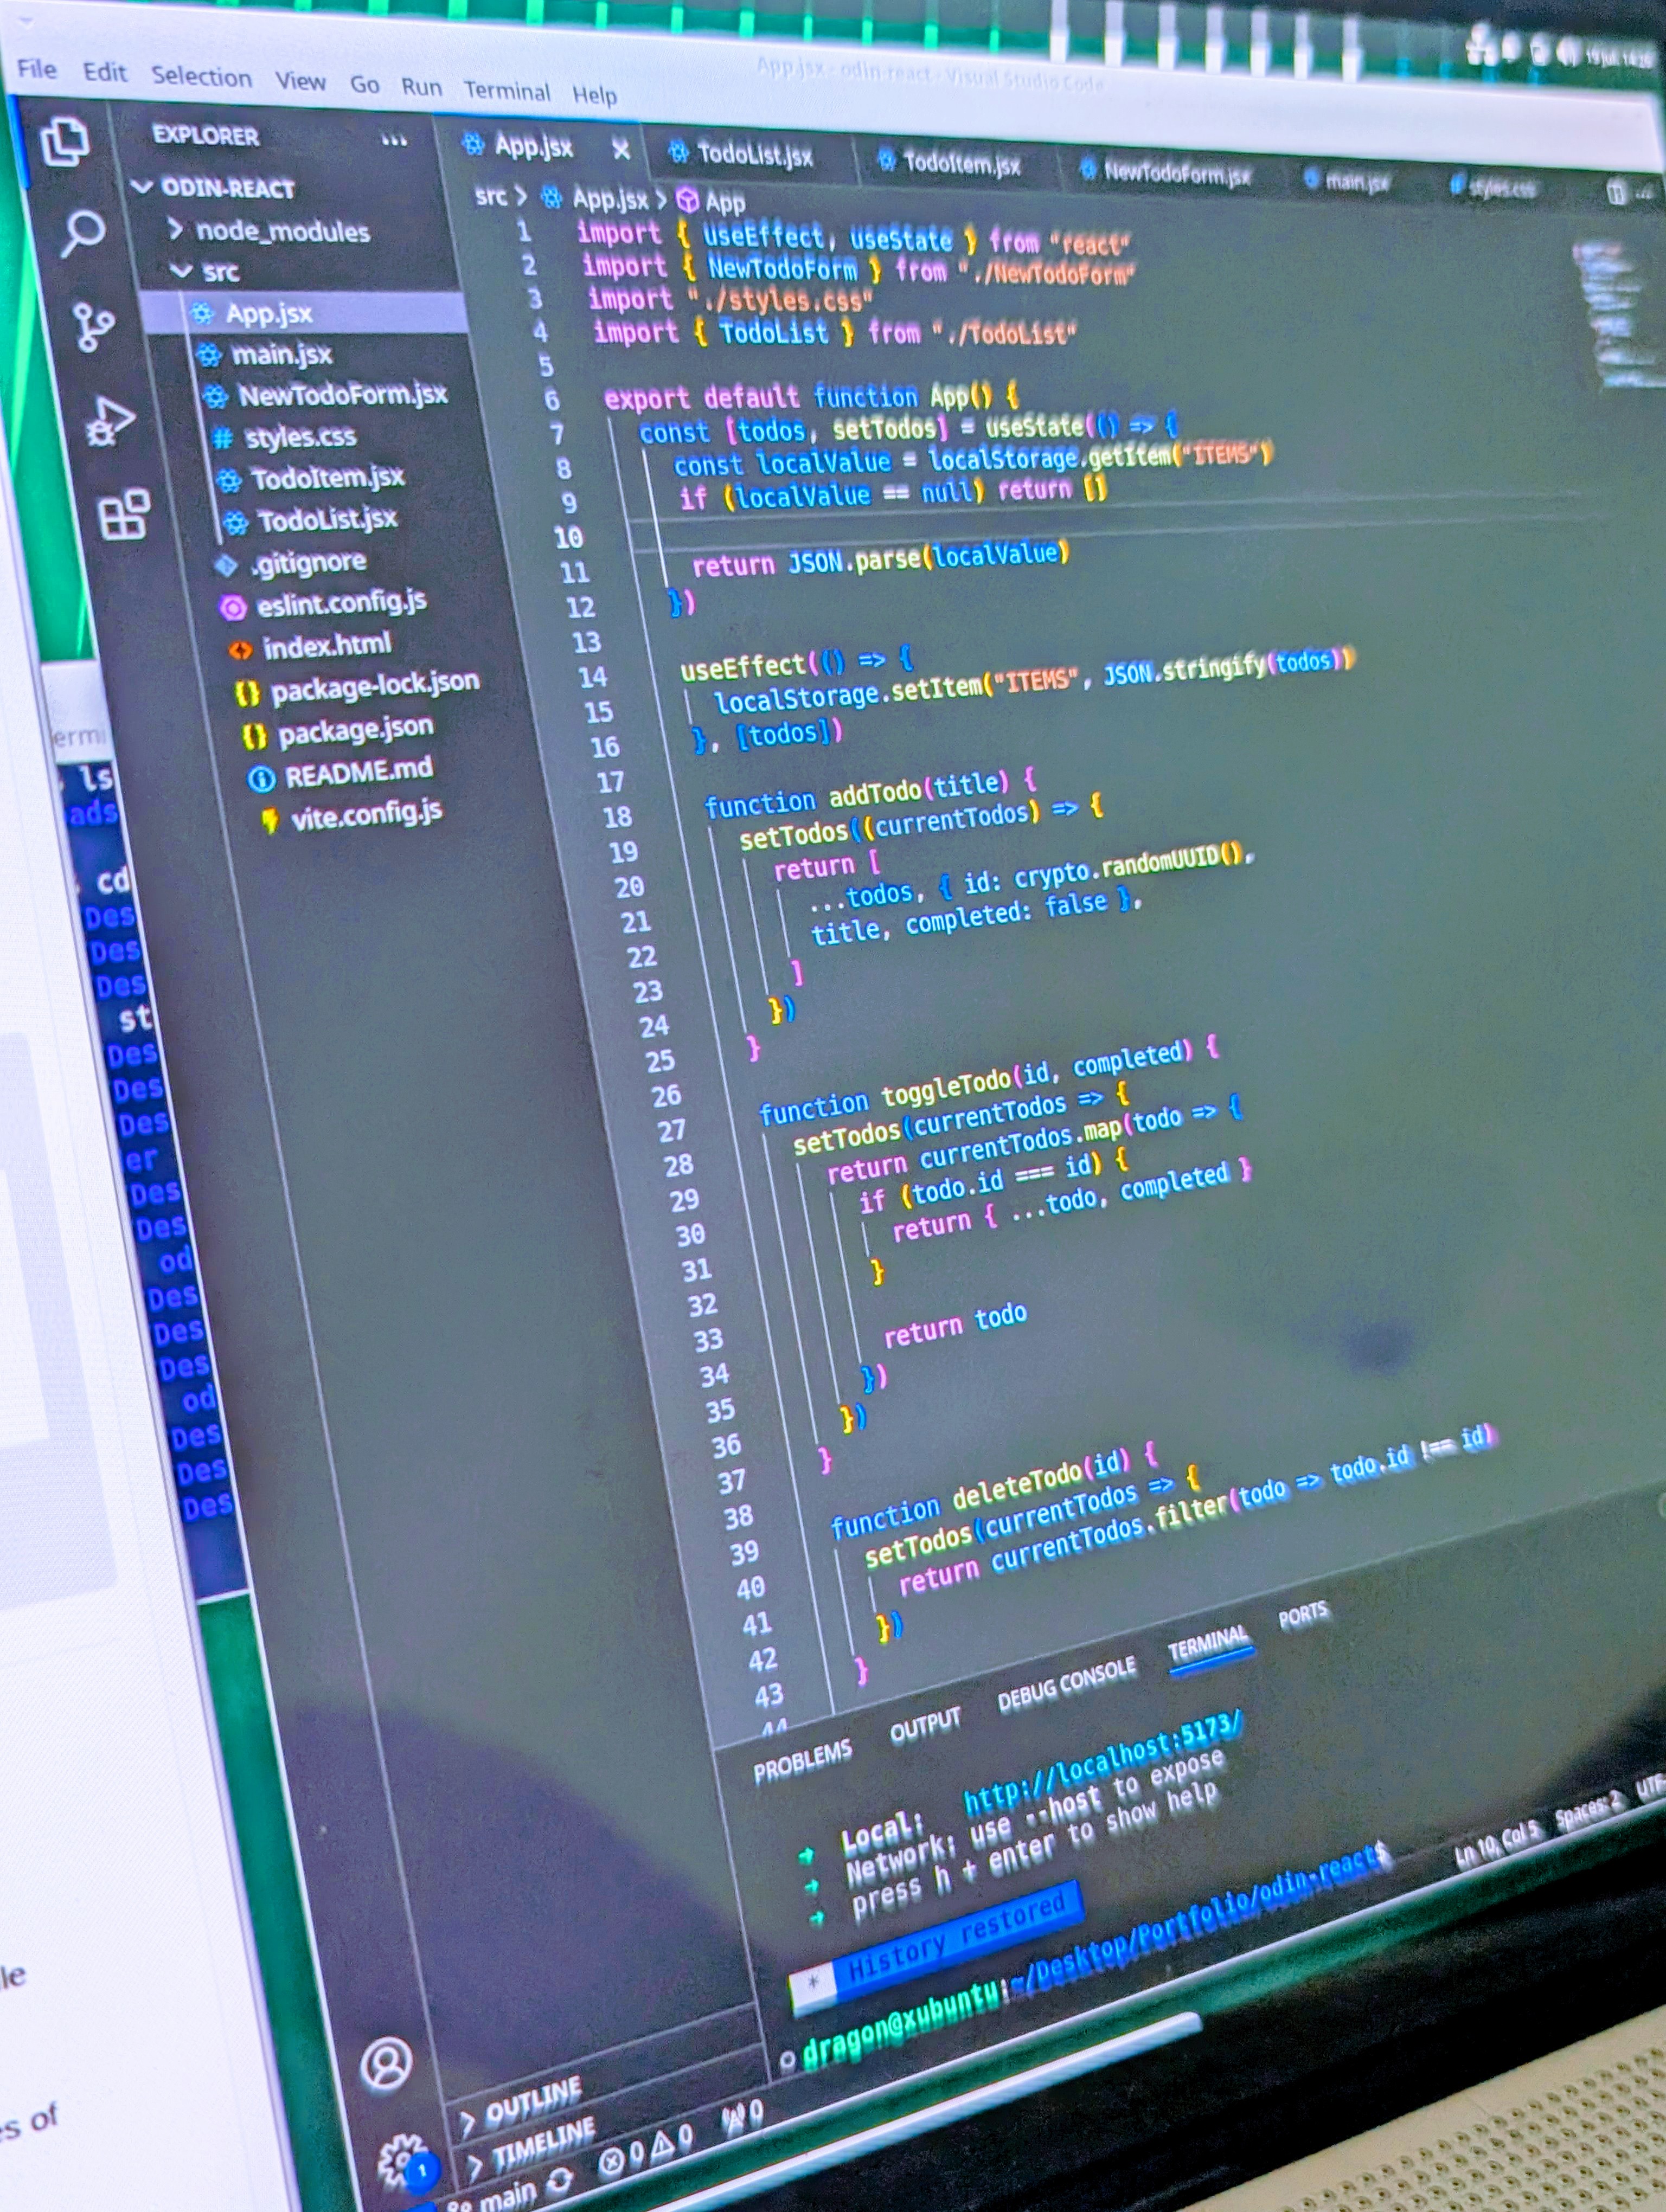 App.jsx - odin-react - Visual Studio Code
File Edit Selection View Go Run Terminal Help
EXPLORER ...
ODIN-REACT
node_modules
src
App.jsx
main.jsx
NewTodoForm.jsx
styles.css
TodoItem.jsx
TodoList.jsx
.gitignore
eslint.config.js
index.html
package-lock.json
package.json
README.md
vite.config.js
App.jsx TodoList.jsx TodoItem.jsx NewTodoForm.jsx main.jsx styles.css ...
src > App.jsx > App
1 import { useEffect, useState } from "react"
2 import { NewTodoForm } from "./NewTodoForm"
3 import "./styles.css"
4 import { TodoList } from "./TodoList"
5
6 export default function App() {
7 const [todos, setTodos] = useState(() => {
8 const localValue = localStorage.getItem("ITEMS")
9 if (localValue == null) return []
10
11 return JSON.parse(localValue)
12 })
13
14 useEffect(() => {
15 localStorage.setItem("ITEMS", JSON.stringify(todos))
16 }, [todos])
17
18 function addTodo(title) {
19 setTodos((currentTodos) => {
20 return [
21 ...todos, { id: crypto.randomUUID(),
22 title, completed: false },
23 ]
24 })
25 }
26
27 function toggleTodo(id, completed) {
28 setTodos(currentTodos => {
29 return currentTodos.map(todo => {
30 if (todo.id === id) {
31 return { ...todo, completed }
32 }
33
34 return todo
35 })
36 })
37 }
38
39 function deleteTodo(id) {
40 setTodos(currentTodos => {
41 return currentTodos.filter(todo => todo.id !== id)
42 })
43 }
44
PROBLEMS OUTPUT DEBUG CONSOLE TERMINAL PORTS
Local: http://localhost:5173/
Network: use --host to expose
press h + enter to show help
* History restored
dragon@xubuntu:~/Desktop/Portfolio/odin-react$
OUTLINE
TIMELINE
1
main 0 0 0
Ln 10, Col 5 Spaces: 2 UTF-
ermi
ls
ads
cd
Des
Des
Des
st
Des
Des
Des
er
Des
Des
od
Des
Des
Des
od
Des
Des
Des
le
s of